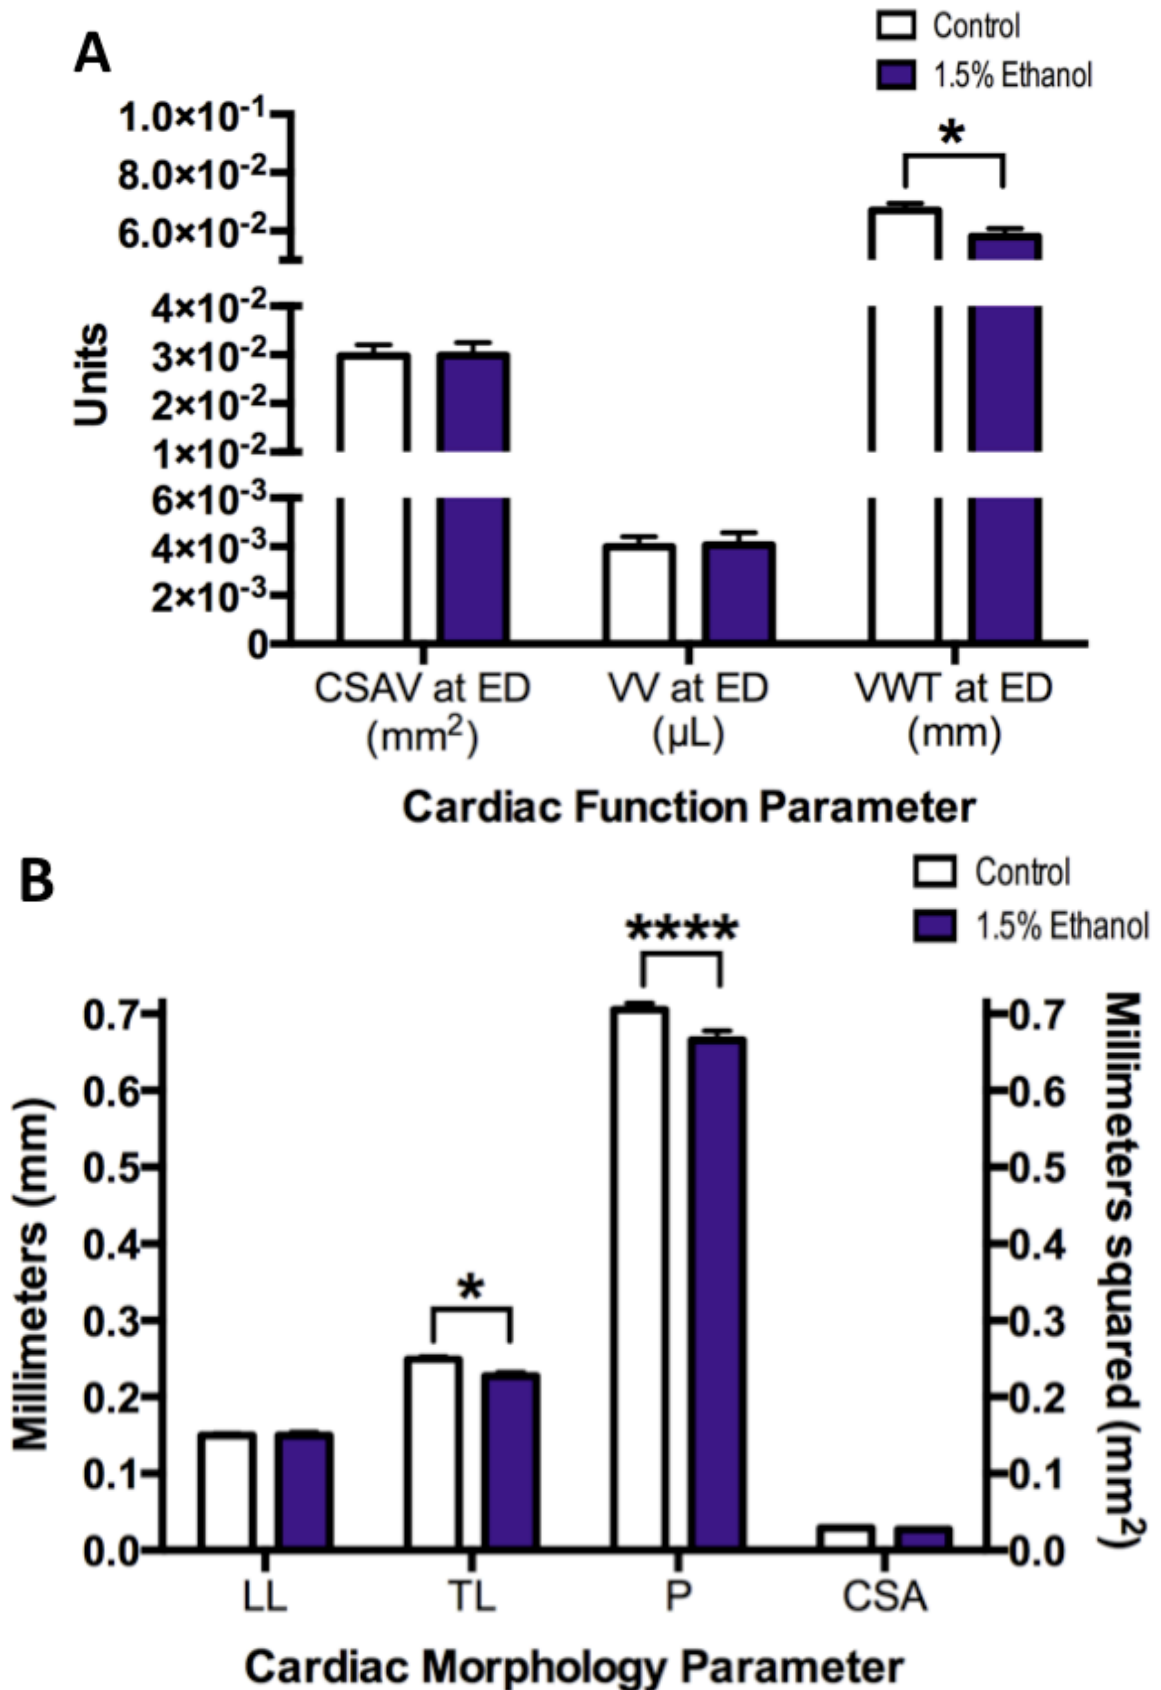 A
Control
1.5% Ethanol
*
1.0×10⁻¹
8.0×10⁻²
6.0×10⁻²
4×10⁻²
3×10⁻²
2×10⁻²
1×10⁻²
6×10⁻³
4×10⁻³
2×10⁻³
0
Units
CSAV at ED
(mm²)
VV at ED
(µL)
VWT at ED
(mm)
Cardiac Function Parameter
B
Control
1.5% Ethanol
****
*
0.7
0.6
0.5
0.4
0.3
0.2
0.1
0.0
Millimeters (mm)
0.7
0.6
0.5
0.4
0.3
0.2
0.1
0.0
Millimeters squared (mm²)
LL
TL
P
CSA
Cardiac Morphology Parameter